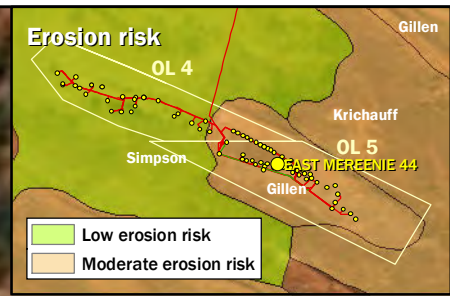 Gillen
Erosion risk
OL 4
Krichauff
OL 5
Simpson
EAST MEREENIE 44
Gillen
Low erosion risk
Moderate erosion risk